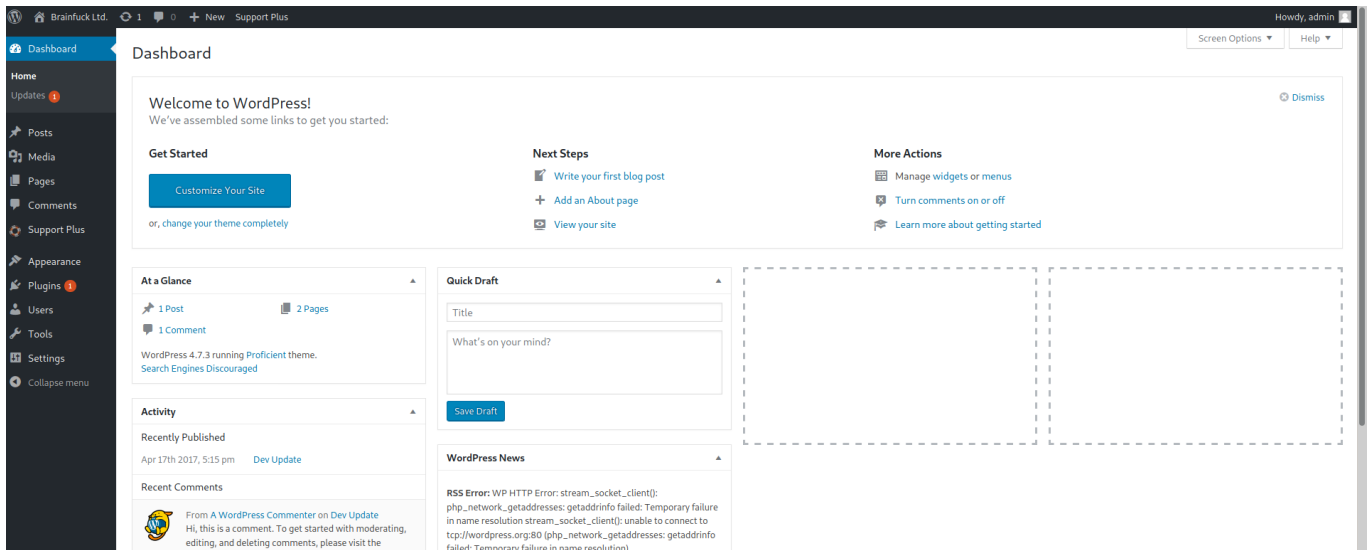 Brainfuck Ltd. 1 0 + New Support Plus Howdy, admin
Screen Options ▼ Help ▼
Dashboard
Home
Updates 1
Posts
Media
Pages
Comments
Support Plus
Appearance
Plugins 1
Users
Tools
Settings
Collapse menu
Dashboard
Welcome to WordPress!
We've assembled some links to get you started:
Dismiss
Get Started
Customize Your Site
or, change your theme completely
Next Steps
Write your first blog post
Add an About page
View your site
More Actions
Manage widgets or menus
Turn comments on or off
Learn more about getting started
At a Glance
1 Post 2 Pages
1 Comment
WordPress 4.7.3 running Proficient theme.
Search Engines Discouraged
Activity
Recently Published
Apr 17th 2017, 5:15 pm Dev Update
Recent Comments
From A WordPress Commenter on Dev Update
Hi, this is a comment. To get started with moderating,
editing, and deleting comments, please visit the
Quick Draft
Title
What's on your mind?
Save Draft
WordPress News
RSS Error: WP HTTP Error: stream_socket_client():
php_network_getaddresses: getaddrinfo failed: Temporary failure
in name resolution stream_socket_client(): unable to connect to
tcp://wordpress.org:80 (php_network_getaddresses: getaddrinfo
failed: Temporary failure in name resolution)